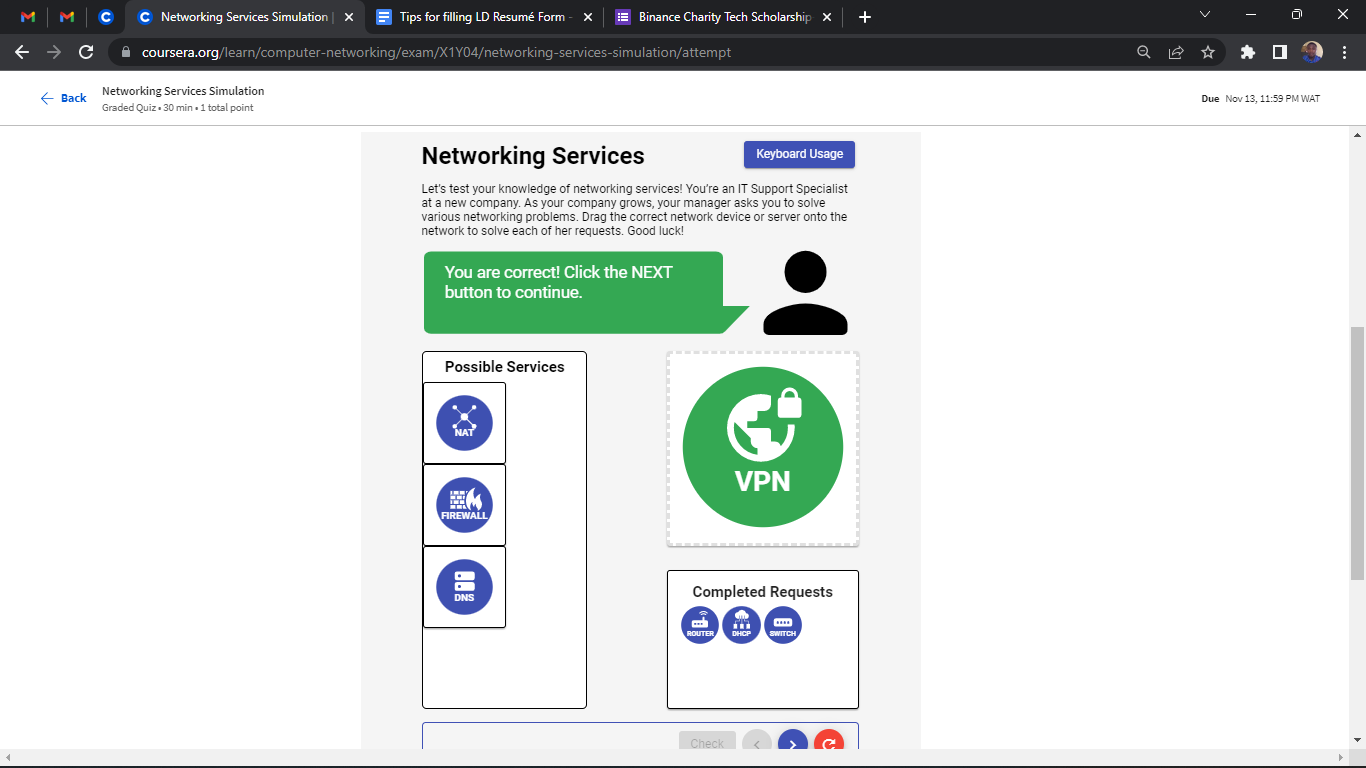 Networking Services Simulation |
Tips for filling LD Resumé Form -
Binance Charity Tech Scholarship
coursera.org/learn/computer-networking/exam/X1Y04/networking-services-simulation/attempt
Back
Networking Services Simulation
Graded Quiz • 30 min • 1 total point
Due Nov 13, 11:59 PM WAT
Networking Services
Keyboard Usage
Let's test your knowledge of networking services! You're an IT Support Specialist
at a new company. As your company grows, your manager asks you to solve
various networking problems. Drag the correct network device or server onto the
network to solve each of her requests. Good luck!
You are correct! Click the NEXT
button to continue.
Possible Services
NAT
FIREWALL
DNS
VPN
Completed Requests
ROUTER DHCP SWITCH
Check